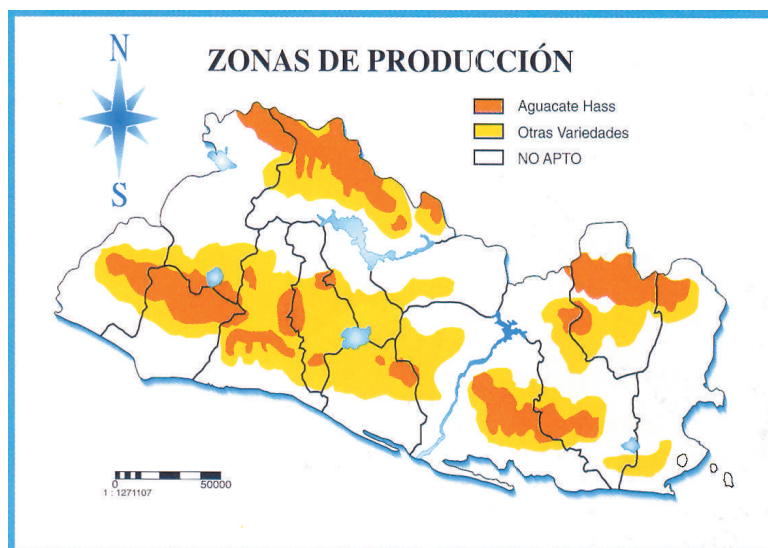 N
ZONAS DE PRODUCCIÓN
Aguacate Hass
Otras Variedades
NO APTO
S
0 50000
1 : 1271107